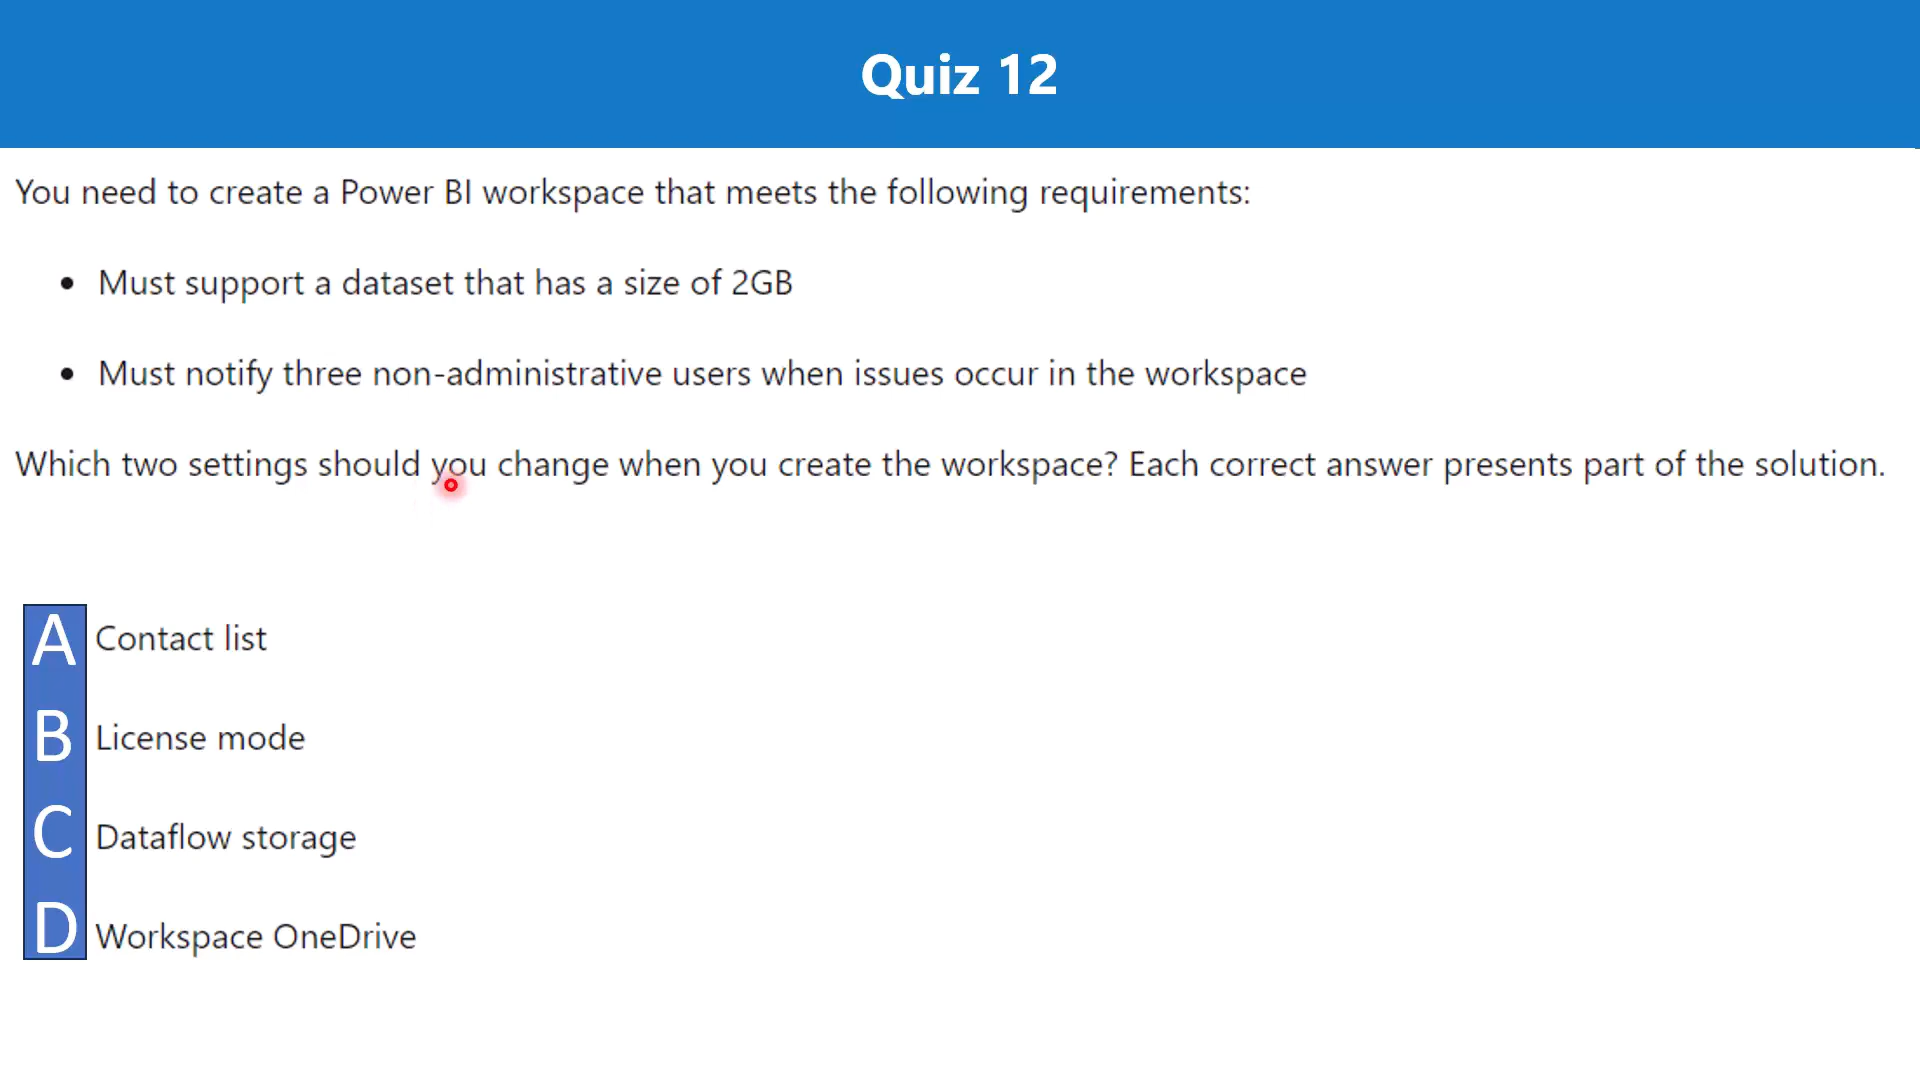 Quiz 12
You need to create a Power BI workspace that meets the following requirements:
• Must support a dataset that has a size of 2GB
• Must notify three non-administrative users when issues occur in the workspace
Which two settings should you change when you create the workspace? Each correct answer presents part of the solution.
A Contact list
B License mode
C Dataflow storage
D Workspace OneDrive